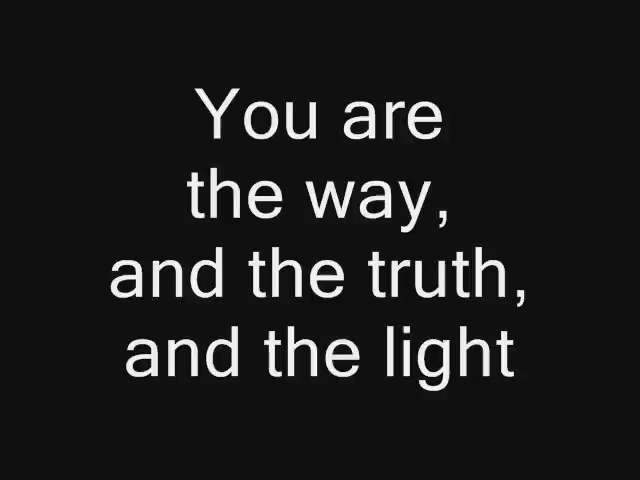 You are
the way,
and the truth,
and the light